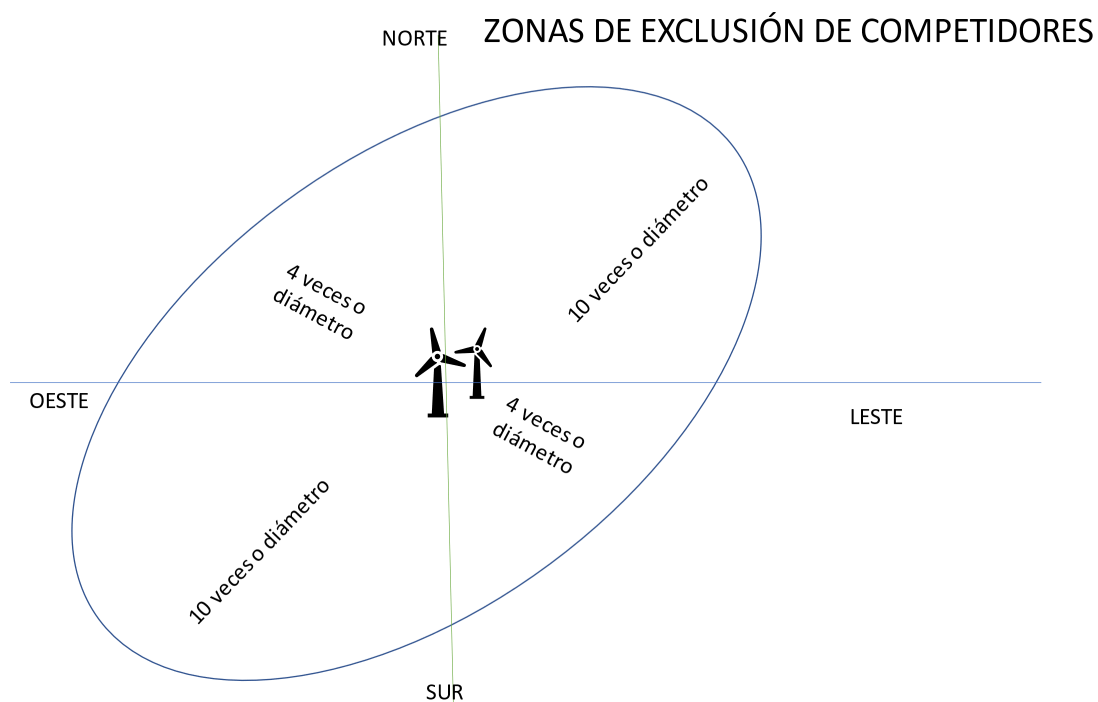 NORTE
ZONAS DE EXCLUSIÓN DE COMPETIDORES
10 veces o diámetro
4 veces o
diámetro
OESTE
4 veces o
diámetro
LESTE
10 veces o diámetro
SUR